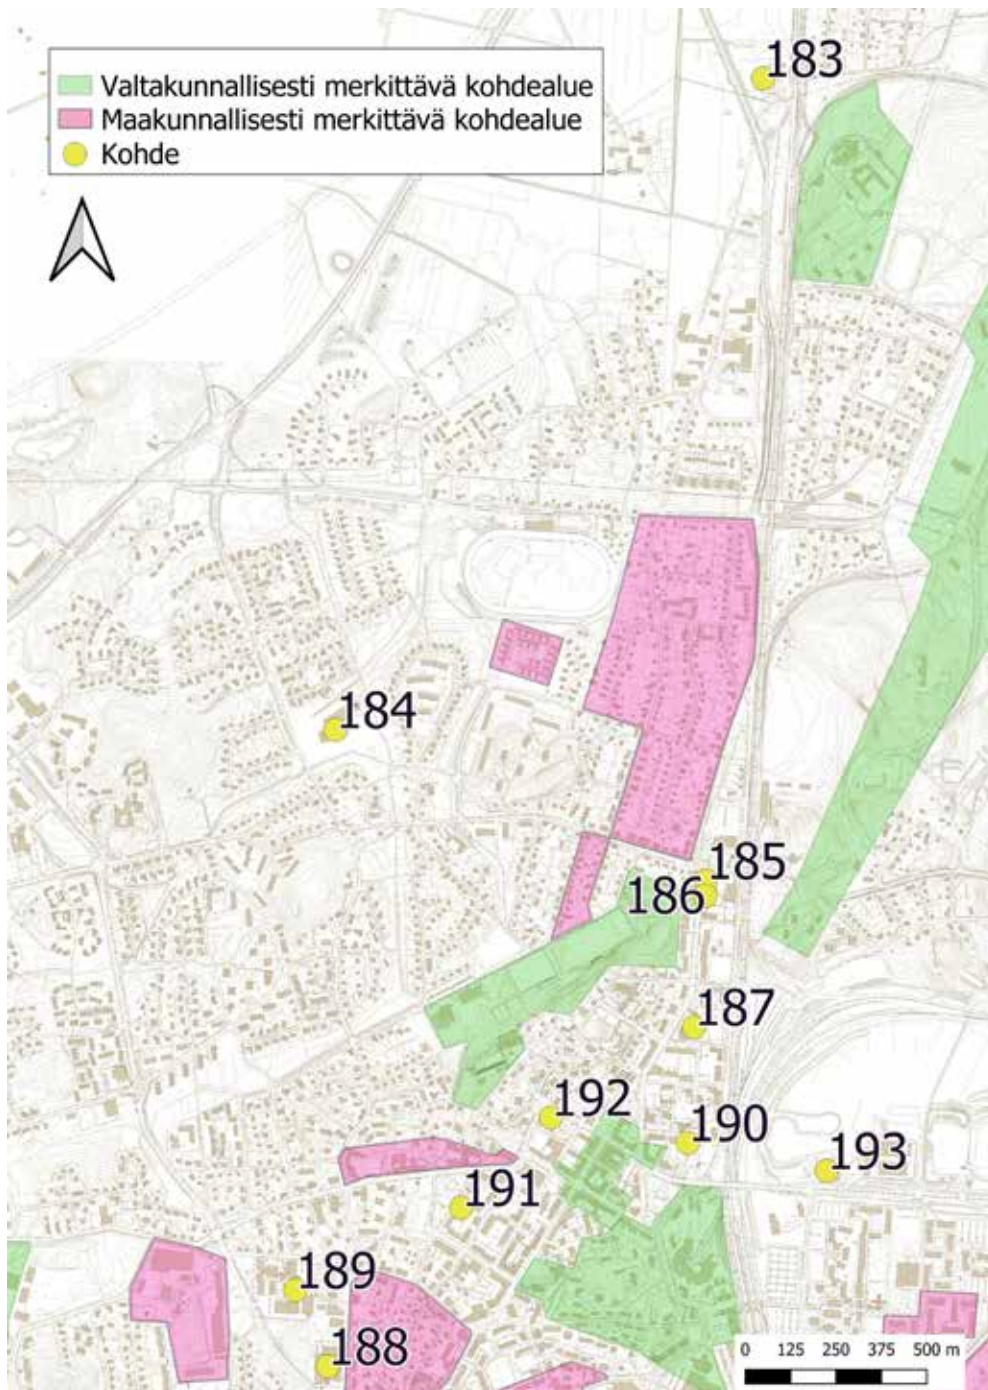 183
Valtakunnallisesti merkittävä kohdealue
Maakunnallisesti merkittävä kohdealue
Kohde
184
185
186
187
192
190
193
191
189
188
0 125 250 375 500 m